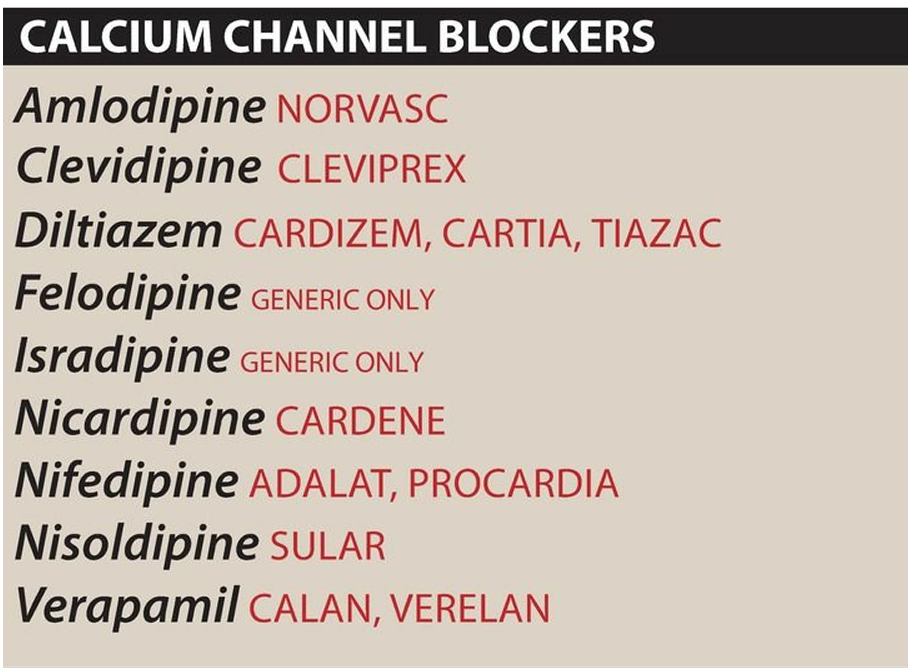 CALCIUM CHANNEL BLOCKERS
Amlodipine NORVASC
Clevidipine CLEVIPREX
Diltiazem CARDIZEM, CARTIA, TIAZAC
Felodipine GENERIC ONLY
Isradipine GENERIC ONLY
Nicardipine CARDENE
Nifedipine ADALAT, PROCARDIA
Nisoldipine SULAR
Verapamil CALAN, VERELAN